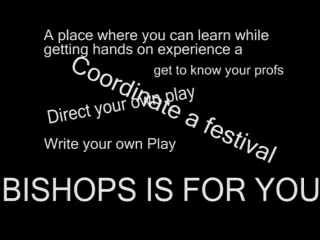 A place where you can learn while
getting hands on experience a
get to know your profs
Coordinate a festival
Direct your own play
Write your own Play
BISHOPS IS FOR YOU